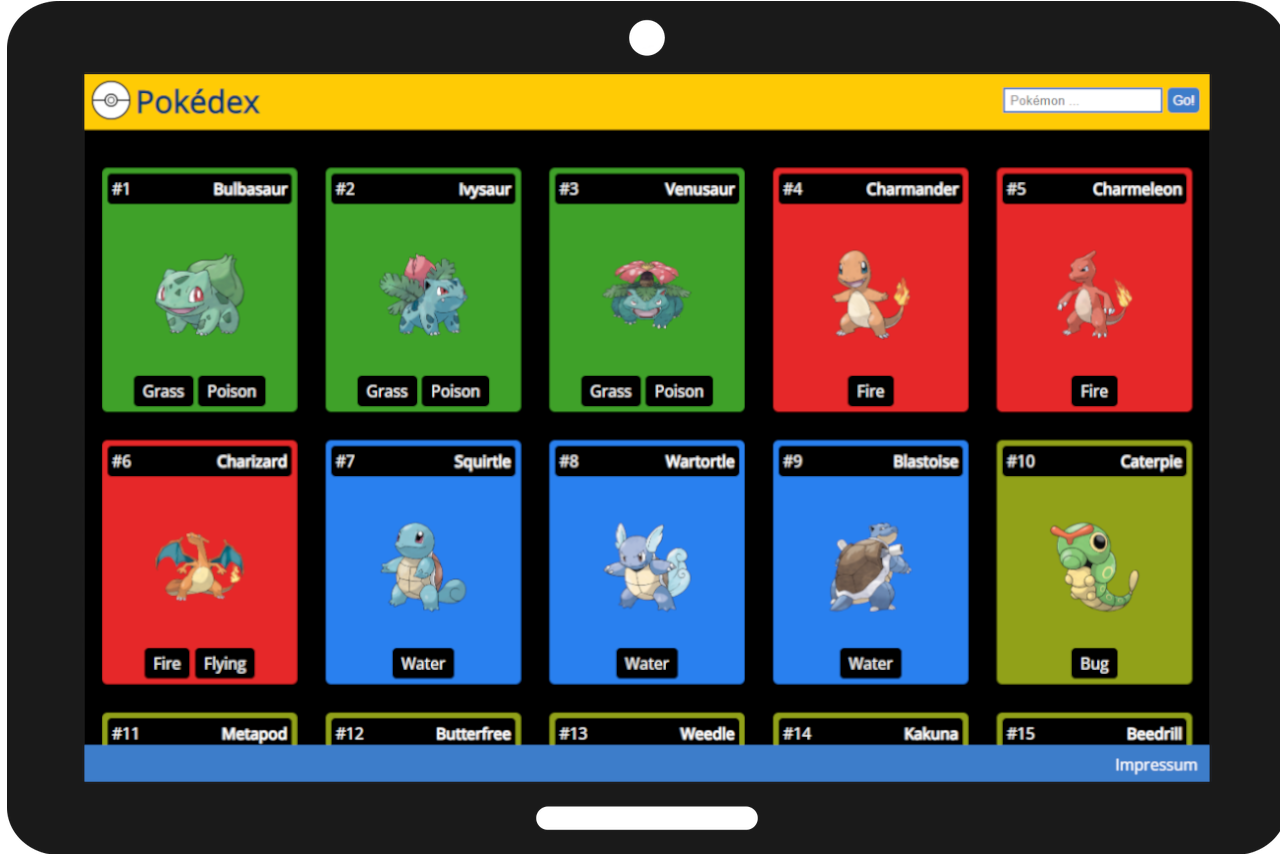 Pokédex
Pokémon ... Go!
#1 Bulbasaur #2 Ivysaur #3 Venusaur #4 Charmander #5 Charmeleon
Grass Poison Grass Poison Grass Poison Fire Fire
#6 Charizard #7 Squirtle #8 Wartortle #9 Blastoise #10 Caterpie
Fire Flying Water Water Water Bug
#11 Metapod #12 Butterfree #13 Weedle #14 Kakuna #15 Beedrill
Impressum